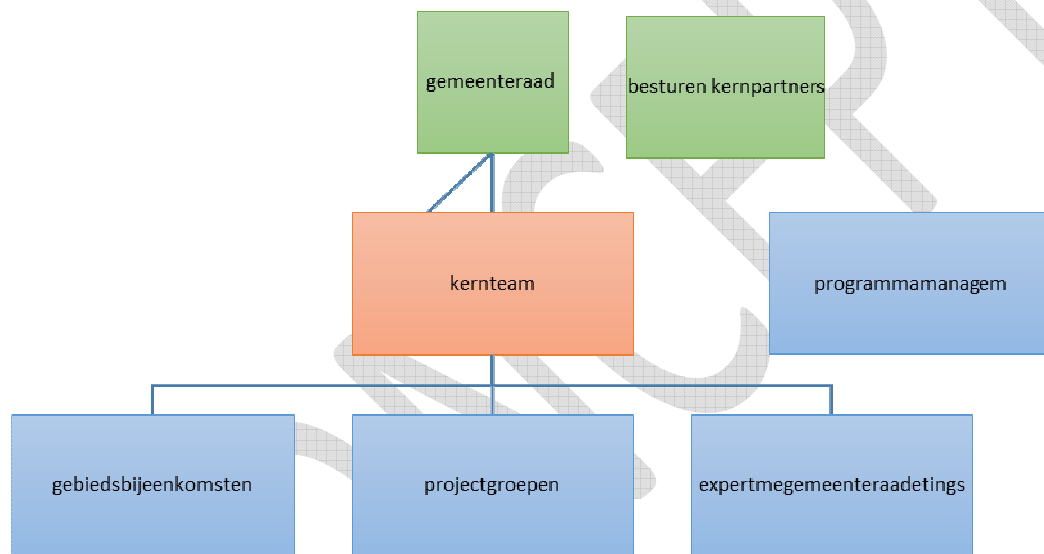 gemeenteraad
besturen kernpartners
kernteam
programmamanagem
gebiedsbijeenkomsten
projectgroepen
expertmegemeenteraadetings